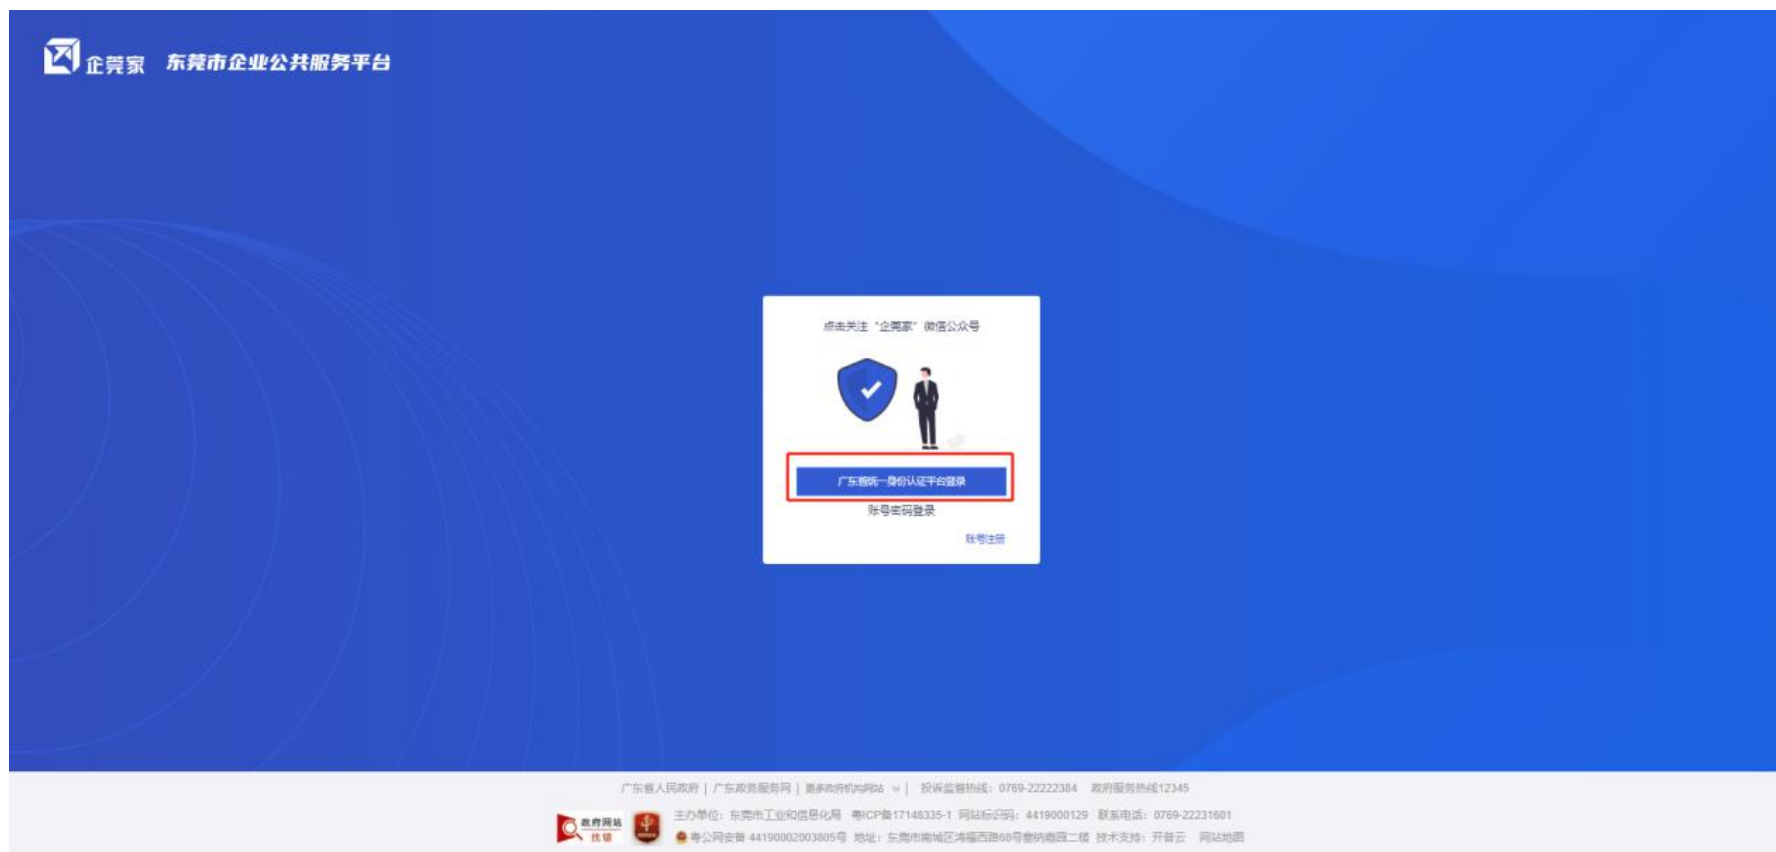 企莞家 东莞市企业公共服务平台
点击关注“企莞家”微信公众号
广东省统一身份认证平台登录
账号密码登录
账号注册
广东省人民政府 | 广东政务服务网 | 更多政府机构网站 | 投诉监督热线：0769-22222384 政府服务热线12345
政府网站
找错
主办单位：东莞市工业和信息化局 粤ICP备17148335-1 网站标识码：4419000129 联系电话：0769-22231601
粤公网安备 44190002003805号 地址：东莞市南城区鸿福西路68号 二楼 技术支持：开普云 网站地图